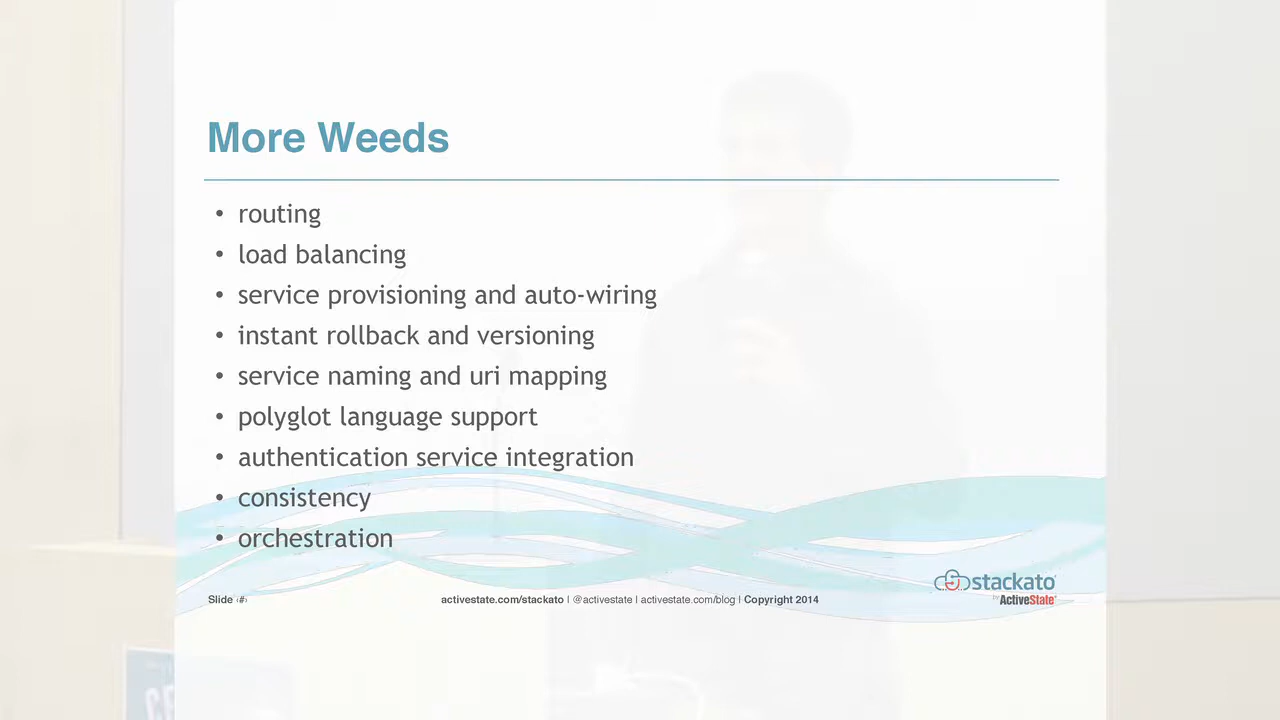 More Weeds
• routing
• load balancing
• service provisioning and auto-wiring
• instant rollback and versioning
• service naming and uri mapping
• polyglot language support
• authentication service integration
• consistency
• orchestration
stackato
by ActiveState
Slide ‹#›
activestate.com/stackato | @activestate | activestate.com/blog | Copyright 2014